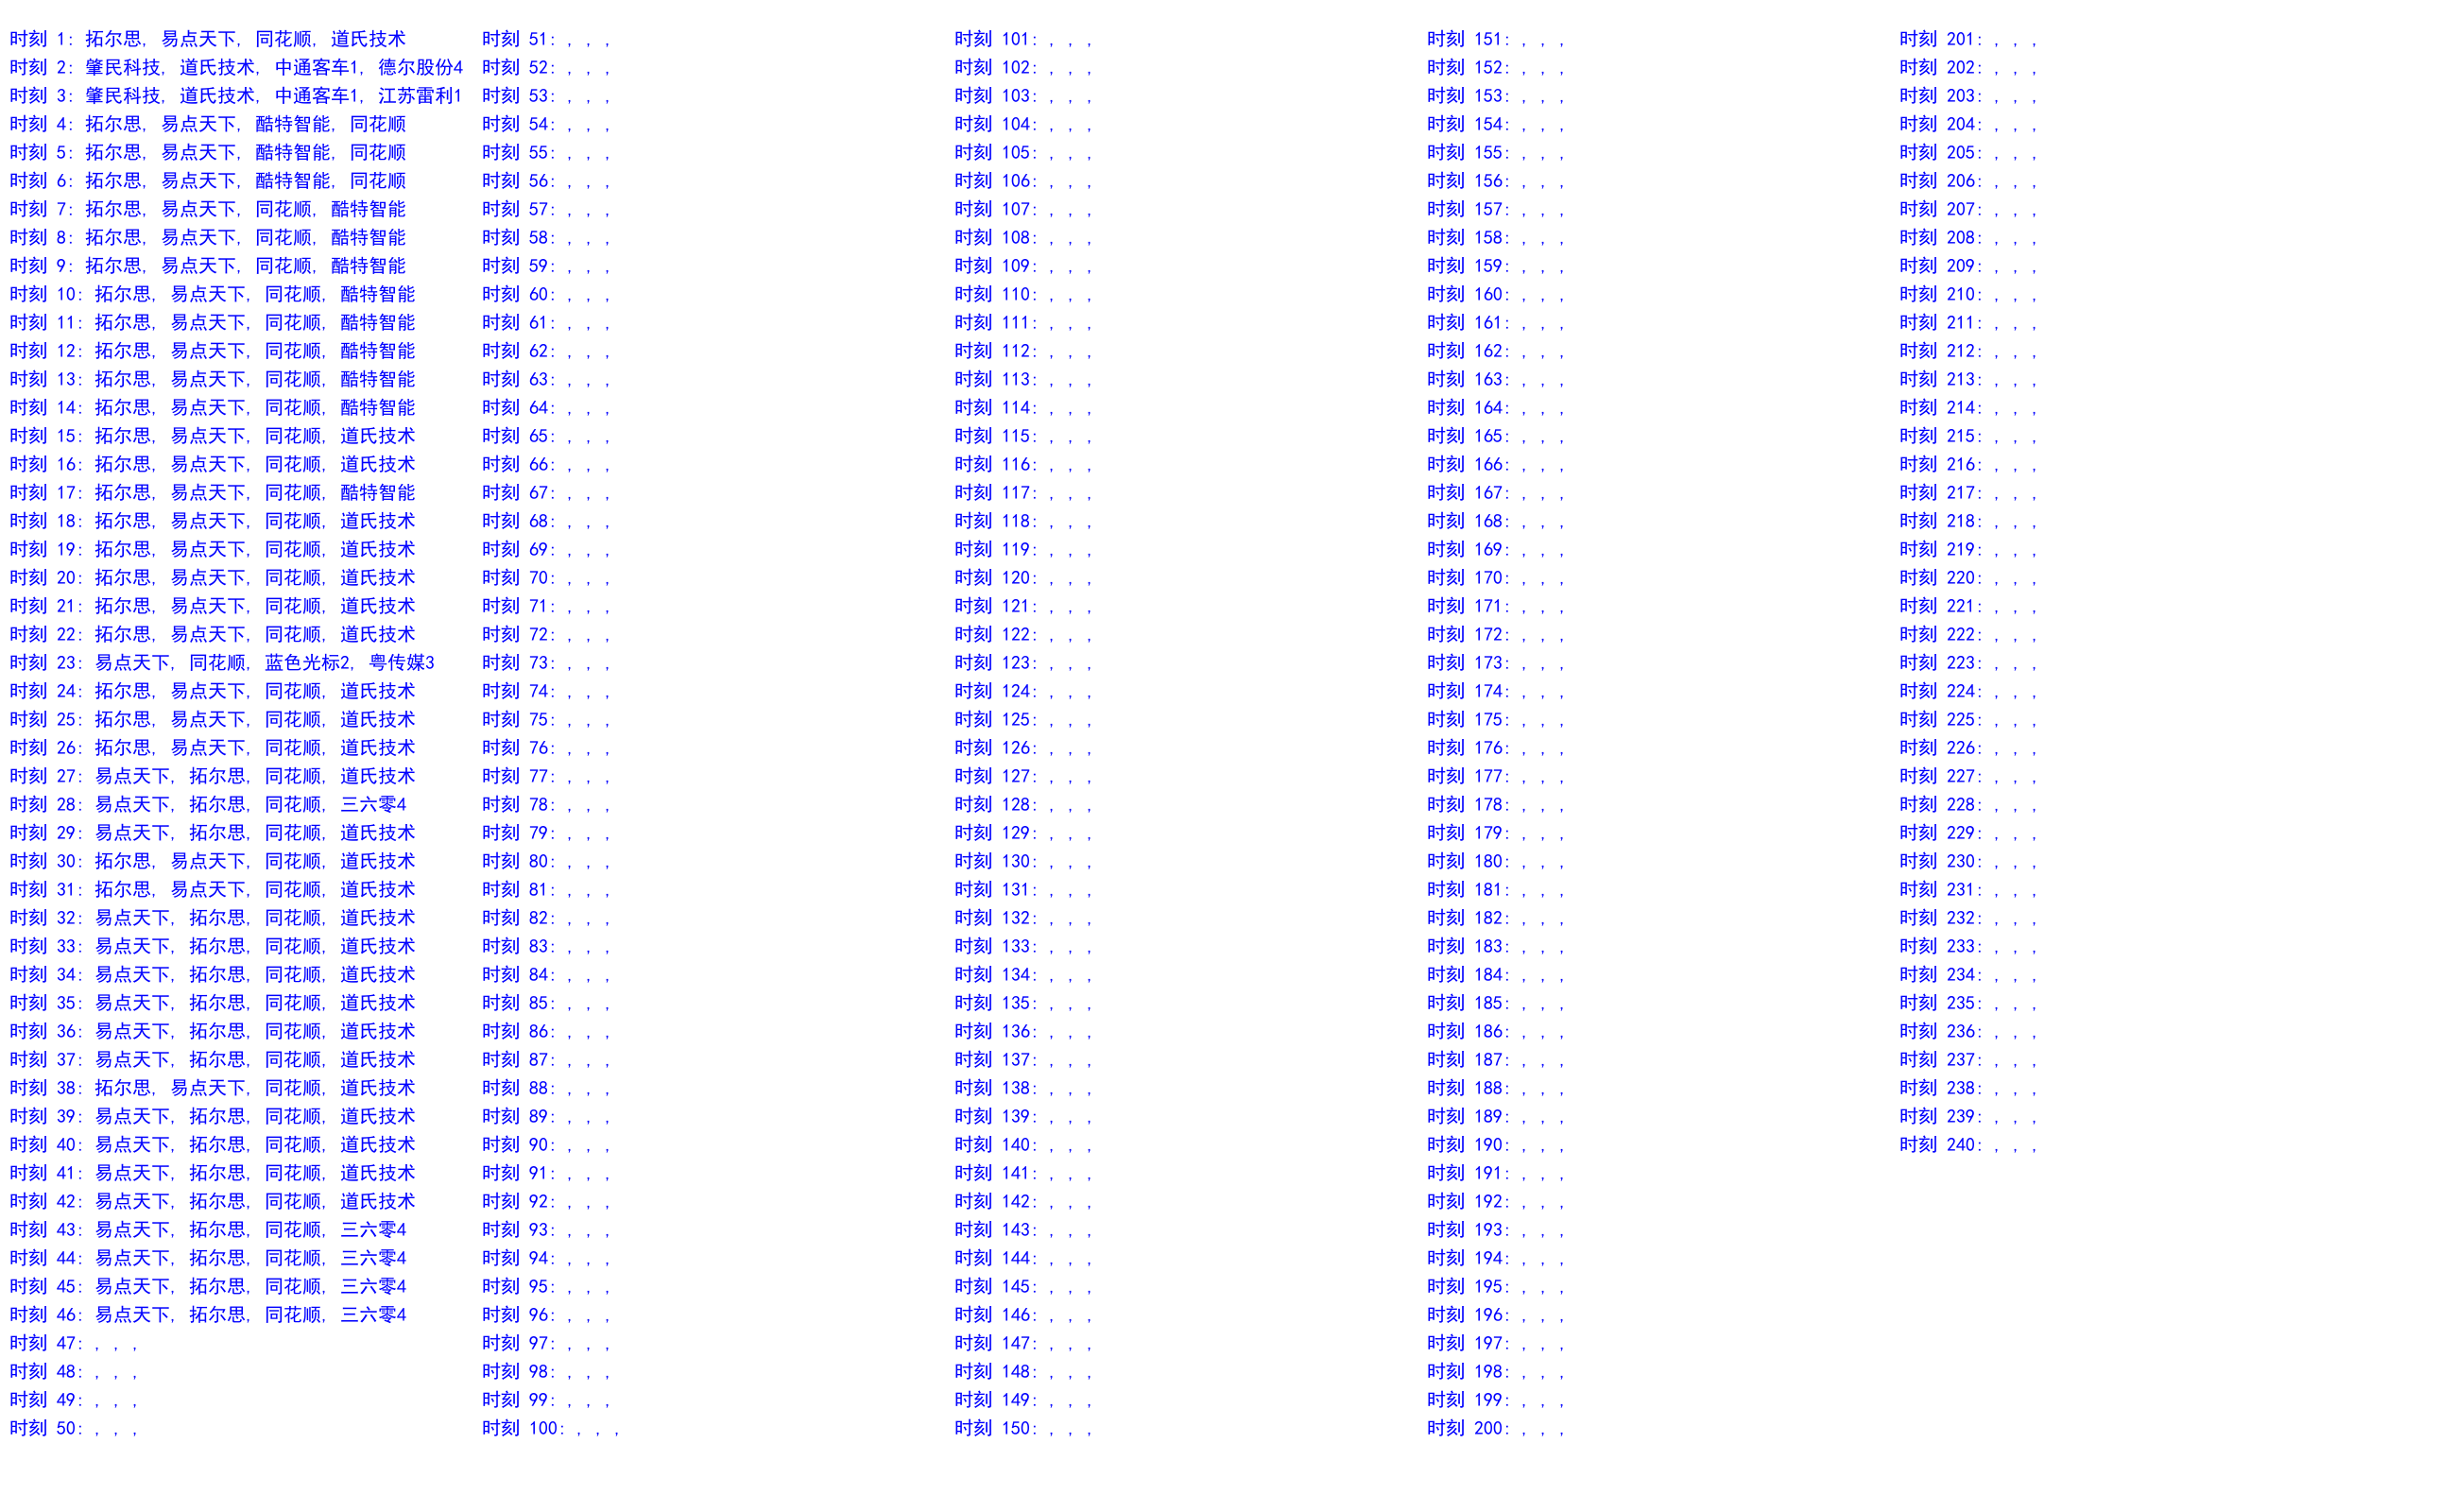 时刻 1: 拓尔思, 易点天下, 同花顺, 道氏技术
时刻 2: 肇民科技, 道氏技术, 中通客车1, 德尔股份4
时刻 3: 肇民科技, 道氏技术, 中通客车1, 江苏雷利1
时刻 4: 拓尔思, 易点天下, 酷特智能, 同花顺
时刻 5: 拓尔思, 易点天下, 酷特智能, 同花顺
时刻 6: 拓尔思, 易点天下, 酷特智能, 同花顺
时刻 7: 拓尔思, 易点天下, 同花顺, 酷特智能
时刻 8: 拓尔思, 易点天下, 同花顺, 酷特智能
时刻 9: 拓尔思, 易点天下, 同花顺, 酷特智能
时刻 10: 拓尔思, 易点天下, 同花顺, 酷特智能
时刻 11: 拓尔思, 易点天下, 同花顺, 酷特智能
时刻 12: 拓尔思, 易点天下, 同花顺, 酷特智能
时刻 13: 拓尔思, 易点天下, 同花顺, 酷特智能
时刻 14: 拓尔思, 易点天下, 同花顺, 酷特智能
时刻 15: 拓尔思, 易点天下, 同花顺, 道氏技术
时刻 16: 拓尔思, 易点天下, 同花顺, 道氏技术
时刻 17: 拓尔思, 易点天下, 同花顺, 酷特智能
时刻 18: 拓尔思, 易点天下, 同花顺, 道氏技术
时刻 19: 拓尔思, 易点天下, 同花顺, 道氏技术
时刻 20: 拓尔思, 易点天下, 同花顺, 道氏技术
时刻 21: 拓尔思, 易点天下, 同花顺, 道氏技术
时刻 22: 拓尔思, 易点天下, 同花顺, 道氏技术
时刻 23: 易点天下, 同花顺, 蓝色光标2, 粤传媒3
时刻 24: 拓尔思, 易点天下, 同花顺, 道氏技术
时刻 25: 拓尔思, 易点天下, 同花顺, 道氏技术
时刻 26: 拓尔思, 易点天下, 同花顺, 道氏技术
时刻 27: 易点天下, 拓尔思, 同花顺, 道氏技术
时刻 28: 易点天下, 拓尔思, 同花顺, 三六零4
时刻 29: 易点天下, 拓尔思, 同花顺, 道氏技术
时刻 30: 拓尔思, 易点天下, 同花顺, 道氏技术
时刻 31: 拓尔思, 易点天下, 同花顺, 道氏技术
时刻 32: 易点天下, 拓尔思, 同花顺, 道氏技术
时刻 33: 易点天下, 拓尔思, 同花顺, 道氏技术
时刻 34: 易点天下, 拓尔思, 同花顺, 道氏技术
时刻 35: 易点天下, 拓尔思, 同花顺, 道氏技术
时刻 36: 易点天下, 拓尔思, 同花顺, 道氏技术
时刻 37: 易点天下, 拓尔思, 同花顺, 道氏技术
时刻 38: 拓尔思, 易点天下, 同花顺, 道氏技术
时刻 39: 易点天下, 拓尔思, 同花顺, 道氏技术
时刻 40: 易点天下, 拓尔思, 同花顺, 道氏技术
时刻 41: 易点天下, 拓尔思, 同花顺, 道氏技术
时刻 42: 易点天下, 拓尔思, 同花顺, 道氏技术
时刻 43: 易点天下, 拓尔思, 同花顺, 三六零4
时刻 44: 易点天下, 拓尔思, 同花顺, 三六零4
时刻 45: 易点天下, 拓尔思, 同花顺, 三六零4
时刻 46: 易点天下, 拓尔思, 同花顺, 三六零4
时刻 47: , , ,
时刻 48: , , ,
时刻 49: , , ,
时刻 50: , , ,
时刻 51: , , ,
时刻 52: , , ,
时刻 53: , , ,
时刻 54: , , ,
时刻 55: , , ,
时刻 56: , , ,
时刻 57: , , ,
时刻 58: , , ,
时刻 59: , , ,
时刻 60: , , ,
时刻 61: , , ,
时刻 62: , , ,
时刻 63: , , ,
时刻 64: , , ,
时刻 65: , , ,
时刻 66: , , ,
时刻 67: , , ,
时刻 68: , , ,
时刻 69: , , ,
时刻 70: , , ,
时刻 71: , , ,
时刻 72: , , ,
时刻 73: , , ,
时刻 74: , , ,
时刻 75: , , ,
时刻 76: , , ,
时刻 77: , , ,
时刻 78: , , ,
时刻 79: , , ,
时刻 80: , , ,
时刻 81: , , ,
时刻 82: , , ,
时刻 83: , , ,
时刻 84: , , ,
时刻 85: , , ,
时刻 86: , , ,
时刻 87: , , ,
时刻 88: , , ,
时刻 89: , , ,
时刻 90: , , ,
时刻 91: , , ,
时刻 92: , , ,
时刻 93: , , ,
时刻 94: , , ,
时刻 95: , , ,
时刻 96: , , ,
时刻 97: , , ,
时刻 98: , , ,
时刻 99: , , ,
时刻 100: , , ,
时刻 101: , , ,
时刻 102: , , ,
时刻 103: , , ,
时刻 104: , , ,
时刻 105: , , ,
时刻 106: , , ,
时刻 107: , , ,
时刻 108: , , ,
时刻 109: , , ,
时刻 110: , , ,
时刻 111: , , ,
时刻 112: , , ,
时刻 113: , , ,
时刻 114: , , ,
时刻 115: , , ,
时刻 116: , , ,
时刻 117: , , ,
时刻 118: , , ,
时刻 119: , , ,
时刻 120: , , ,
时刻 121: , , ,
时刻 122: , , ,
时刻 123: , , ,
时刻 124: , , ,
时刻 125: , , ,
时刻 126: , , ,
时刻 127: , , ,
时刻 128: , , ,
时刻 129: , , ,
时刻 130: , , ,
时刻 131: , , ,
时刻 132: , , ,
时刻 133: , , ,
时刻 134: , , ,
时刻 135: , , ,
时刻 136: , , ,
时刻 137: , , ,
时刻 138: , , ,
时刻 139: , , ,
时刻 140: , , ,
时刻 141: , , ,
时刻 142: , , ,
时刻 143: , , ,
时刻 144: , , ,
时刻 145: , , ,
时刻 146: , , ,
时刻 147: , , ,
时刻 148: , , ,
时刻 149: , , ,
时刻 150: , , ,
时刻 151: , , ,
时刻 152: , , ,
时刻 153: , , ,
时刻 154: , , ,
时刻 155: , , ,
时刻 156: , , ,
时刻 157: , , ,
时刻 158: , , ,
时刻 159: , , ,
时刻 160: , , ,
时刻 161: , , ,
时刻 162: , , ,
时刻 163: , , ,
时刻 164: , , ,
时刻 165: , , ,
时刻 166: , , ,
时刻 167: , , ,
时刻 168: , , ,
时刻 169: , , ,
时刻 170: , , ,
时刻 171: , , ,
时刻 172: , , ,
时刻 173: , , ,
时刻 174: , , ,
时刻 175: , , ,
时刻 176: , , ,
时刻 177: , , ,
时刻 178: , , ,
时刻 179: , , ,
时刻 180: , , ,
时刻 181: , , ,
时刻 182: , , ,
时刻 183: , , ,
时刻 184: , , ,
时刻 185: , , ,
时刻 186: , , ,
时刻 187: , , ,
时刻 188: , , ,
时刻 189: , , ,
时刻 190: , , ,
时刻 191: , , ,
时刻 192: , , ,
时刻 193: , , ,
时刻 194: , , ,
时刻 195: , , ,
时刻 196: , , ,
时刻 197: , , ,
时刻 198: , , ,
时刻 199: , , ,
时刻 200: , , ,
时刻 201: , , ,
时刻 202: , , ,
时刻 203: , , ,
时刻 204: , , ,
时刻 205: , , ,
时刻 206: , , ,
时刻 207: , , ,
时刻 208: , , ,
时刻 209: , , ,
时刻 210: , , ,
时刻 211: , , ,
时刻 212: , , ,
时刻 213: , , ,
时刻 214: , , ,
时刻 215: , , ,
时刻 216: , , ,
时刻 217: , , ,
时刻 218: , , ,
时刻 219: , , ,
时刻 220: , , ,
时刻 221: , , ,
时刻 222: , , ,
时刻 223: , , ,
时刻 224: , , ,
时刻 225: , , ,
时刻 226: , , ,
时刻 227: , , ,
时刻 228: , , ,
时刻 229: , , ,
时刻 230: , , ,
时刻 231: , , ,
时刻 232: , , ,
时刻 233: , , ,
时刻 234: , , ,
时刻 235: , , ,
时刻 236: , , ,
时刻 237: , , ,
时刻 238: , , ,
时刻 239: , , ,
时刻 240: , , ,